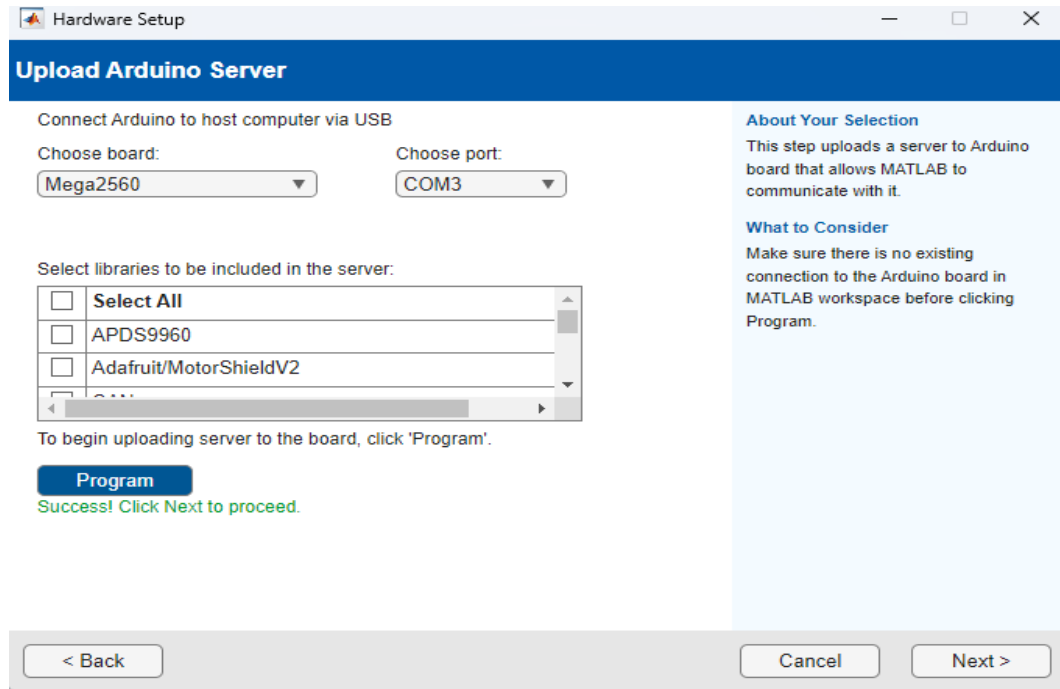 Hardware Setup
Upload Arduino Server
Connect Arduino to host computer via USB
Choose board:
Choose port:
Mega2560
COM3
Select libraries to be included in the server:
Select All
APDS9960
Adafruit/MotorShieldV2
To begin uploading server to the board, click 'Program'.
Program
Success! Click Next to proceed.
About Your Selection
This step uploads a server to Arduino
board that allows MATLAB to
communicate with it.
What to Consider
Make sure there is no existing
connection to the Arduino board in
MATLAB workspace before clicking
Program.
< Back
Cancel
Next >